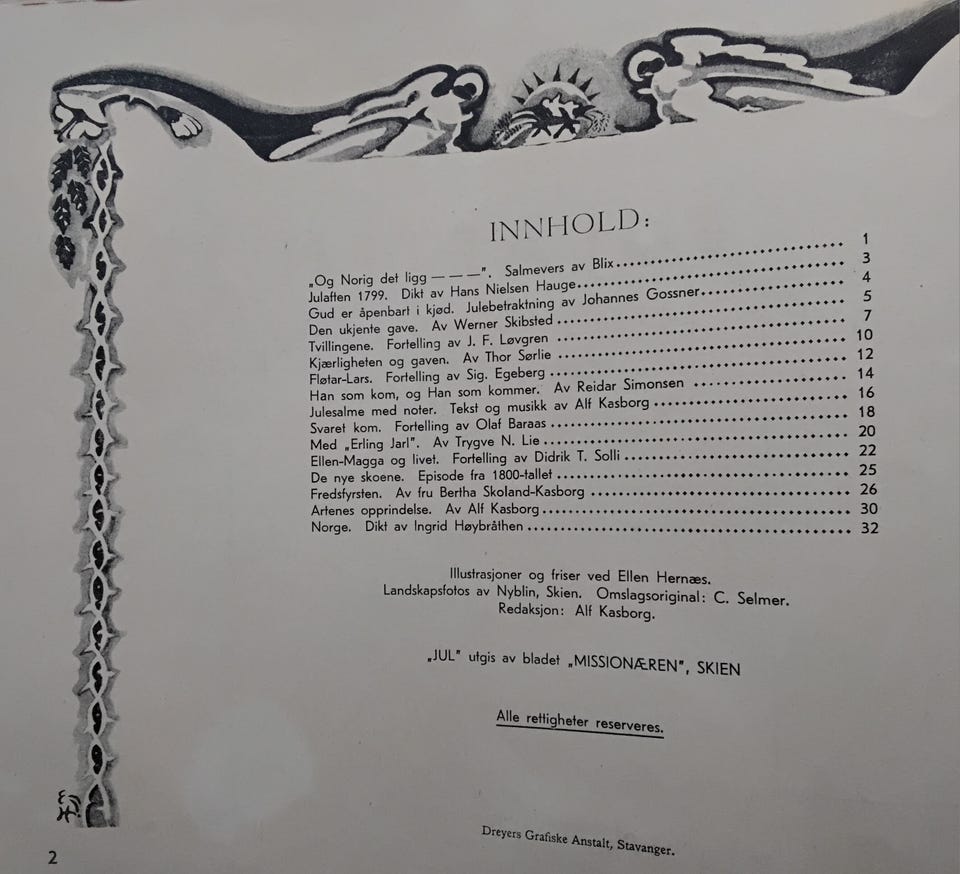 INNHOLD:
„Og Norig det ligg — — —". Salmevers av Blix 1
Julaften 1799. Dikt av Hans Nielsen Hauge 3
Gud er åpenbart i kjød. Julebetraktning av Johannes Gossner 4
Den ukjente gave. Av Werner Skibsted 5
Tvillingene. Fortelling av J. F. Løvgren 7
Kjærligheten og gaven. Av Thor Sørlie 10
Fløtar-Lars. Fortelling av Sig. Egeberg 12
Han som kom, og Han som kommer. Av Reidar Simonsen 14
Julesalme med noter. Tekst og musikk av Alf Kasborg 16
Svaret kom. Fortelling av Olaf Baraas 18
Med „Erling Jarl". Av Trygve N. Lie 20
Ellen-Magga og livet. Fortelling av Didrik T. Solli 22
De nye skoene. Episode fra 1800-tallet 25
Fredsfyrsten. Av fru Bertha Skoland-Kasborg 26
Artenes opprindelse. Av Alf Kasborg 30
Norge. Dikt av Ingrid Høybråthen 32
Illustrasjoner og friser ved Ellen Hernæs.
Landskapsfotos av Nyblin, Skien. Omslagsoriginal: C. Selmer.
Redaksjon: Alf Kasborg.
„JUL" utgis av bladet „MISSIONÆREN", SKIEN
Alle rettigheter reserveres.
Dreyers Grafiske Anstalt, Stavanger.
2